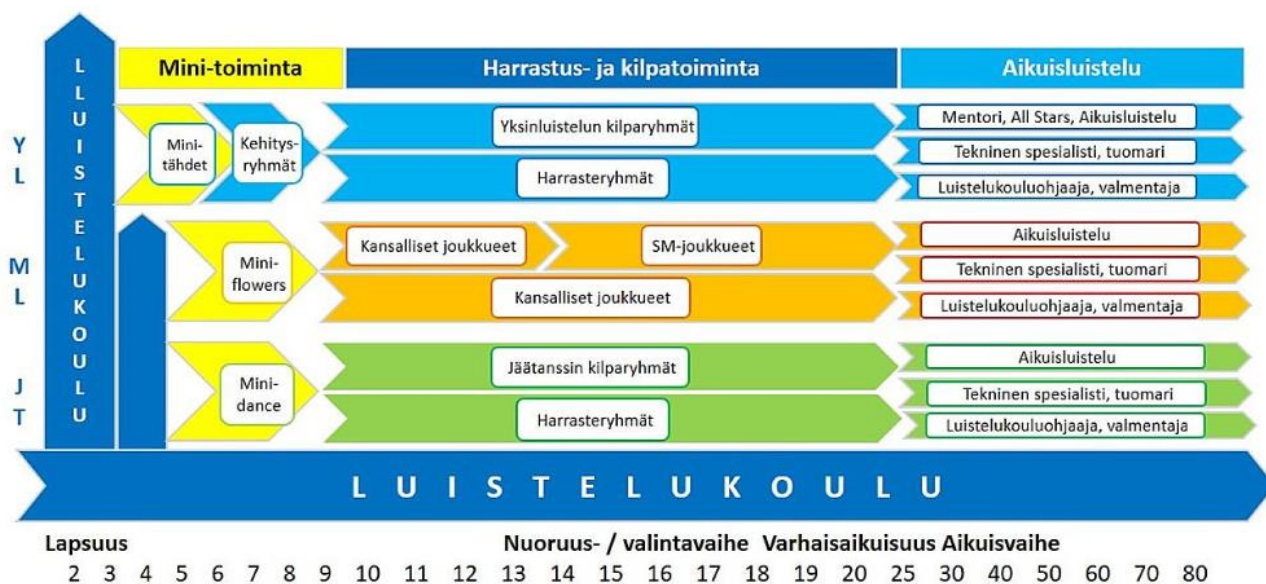 Mini-toiminta
Harrastus- ja kilpatoiminta
Aikuisluistelu
L L U I S T E L U K O U L U
Y L
Mini-
tähdet
Kehitys-
ryhmät
Yksinluistelun kilparyhmät
Harrasteryhmät
Mentori, All Stars, Aikuisluistelu
Tekninen spesialisti, tuomari
Luistelukouluohjaaja, valmentaja
M L
Mini-
flowers
Kansalliset joukkueet
SM-joukkueet
Kansalliset joukkueet
Aikuisluistelu
Tekninen spesialisti, tuomari
Luistelukouluohjaaja, valmentaja
J T
Mini-
dance
Jäätanssin kilparyhmät
Harrasteryhmät
Aikuisluistelu
Tekninen spesialisti, tuomari
Luistelukouluohjaaja, valmentaja
L U I S T E L U K O U L U
Lapsuus Nuoruus- / valintavaihe Varhaisaikuisuus Aikuisvaihe
2 3 4 5 6 7 8 9 10 11 12 13 14 15 16 17 18 19 20 25 30 40 50 60 70 80